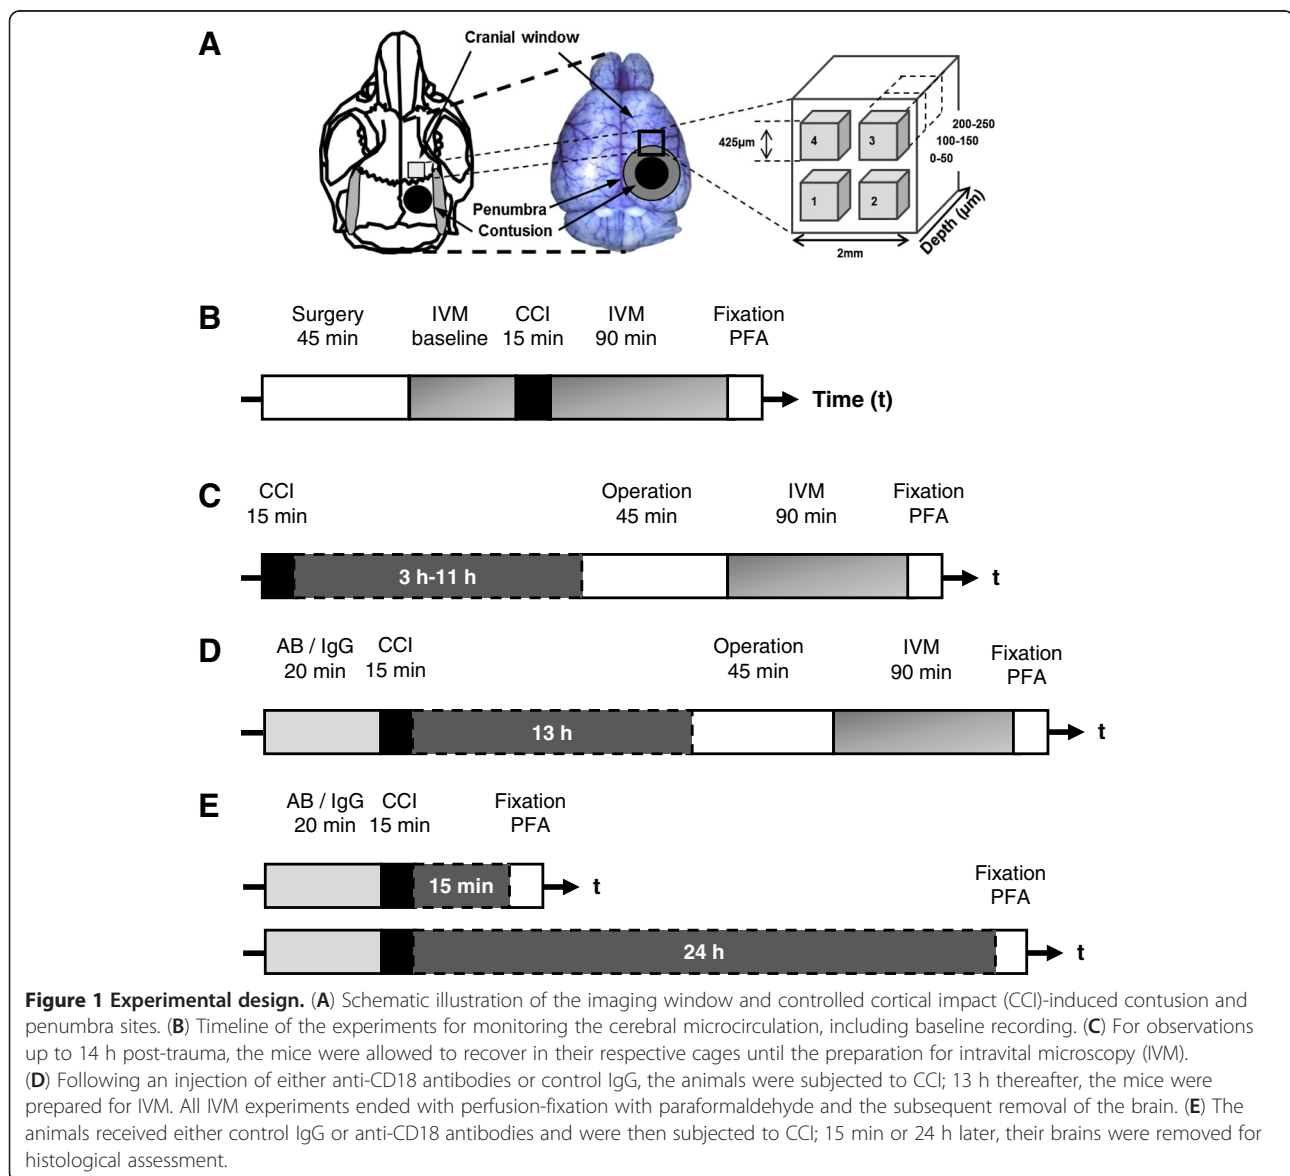 A
Cranial window
Penumbra
Contusion
425µm
4
3
1
2
200-250
100-150
0-50
Depth (µm)
2mm
B
Surgery
45 min
IVM
baseline
CCI
15 min
IVM
90 min
Fixation
PFA
Time (t)
C
CCI
15 min
Operation
45 min
IVM
90 min
Fixation
PFA
3 h-11 h
t
D
AB / IgG
20 min
CCI
15 min
Operation
45 min
IVM
90 min
Fixation
PFA
13 h
t
E
AB / IgG
20 min
CCI
15 min
Fixation
PFA
15 min
t
Fixation
PFA
24 h
t
Figure 1 Experimental design. (A) Schematic illustration of the imaging window and controlled cortical impact (CCI)-induced contusion and
penumbra sites. (B) Timeline of the experiments for monitoring the cerebral microcirculation, including baseline recording. (C) For observations
up to 14 h post-trauma, the mice were allowed to recover in their respective cages until the preparation for intravital microscopy (IVM).
(D) Following an injection of either anti-CD18 antibodies or control IgG, the animals were subjected to CCI; 13 h thereafter, the mice were
prepared for IVM. All IVM experiments ended with perfusion-fixation with paraformaldehyde and the subsequent removal of the brain. (E) The
animals received either control IgG or anti-CD18 antibodies and were then subjected to CCI; 15 min or 24 h later, their brains were removed for
histological assessment.